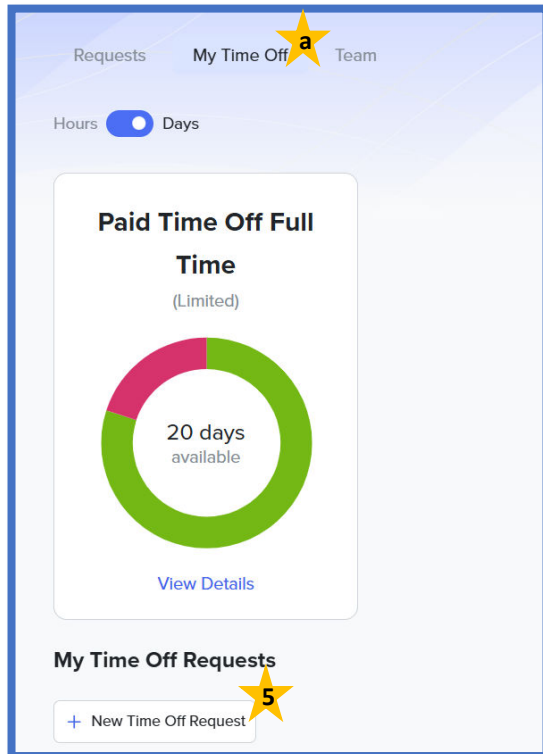 Requests My Time Off a Team
Hours Days
Paid Time Off Full
Time
(Limited)
20 days
available
View Details
My Time Off Requests
5
+ New Time Off Request